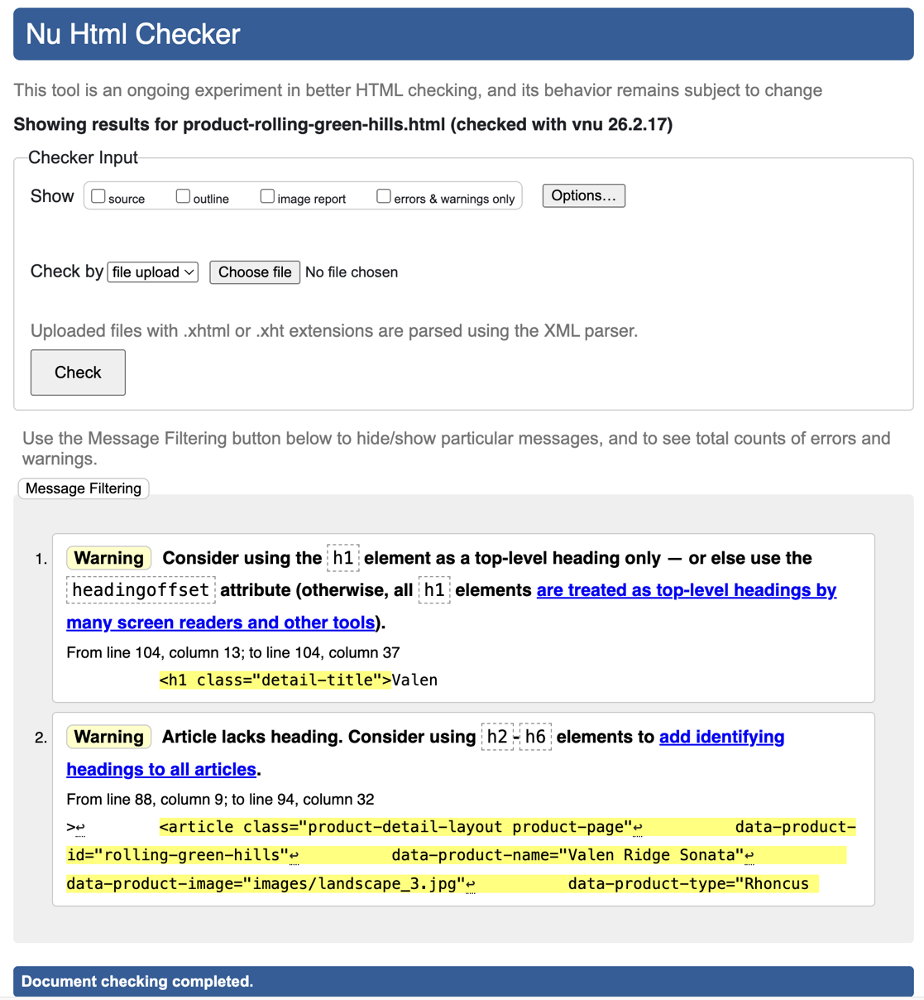 Nu Html Checker
This tool is an ongoing experiment in better HTML checking, and its behavior remains subject to change
Showing results for product-rolling-green-hills.html (checked with vnu 26.2.17)
Checker Input
Show source outline image report errors & warnings only Options...
Check by file upload Choose file No file chosen
Uploaded files with .xhtml or .xht extensions are parsed using the XML parser.
Check
Use the Message Filtering button below to hide/show particular messages, and to see total counts of errors and
warnings.
Message Filtering
1. Warning Consider using the h1 element as a top-level heading only — or else use the
headingoffset attribute (otherwise, all h1 elements are treated as top-level headings by
many screen readers and other tools).
From line 104, column 13; to line 104, column 37
<h1 class="detail-title">Valen
2. Warning Article lacks heading. Consider using h2-h6 elements to add identifying
headings to all articles.
From line 88, column 9; to line 94, column 32
>↩ <article class="product-detail-layout product-page"↩ data-product-
id="rolling-green-hills"↩ data-product-name="Valen Ridge Sonata"↩
data-product-image="images/landscape_3.jpg"↩ data-product-type="Rhoncus
Document checking completed.